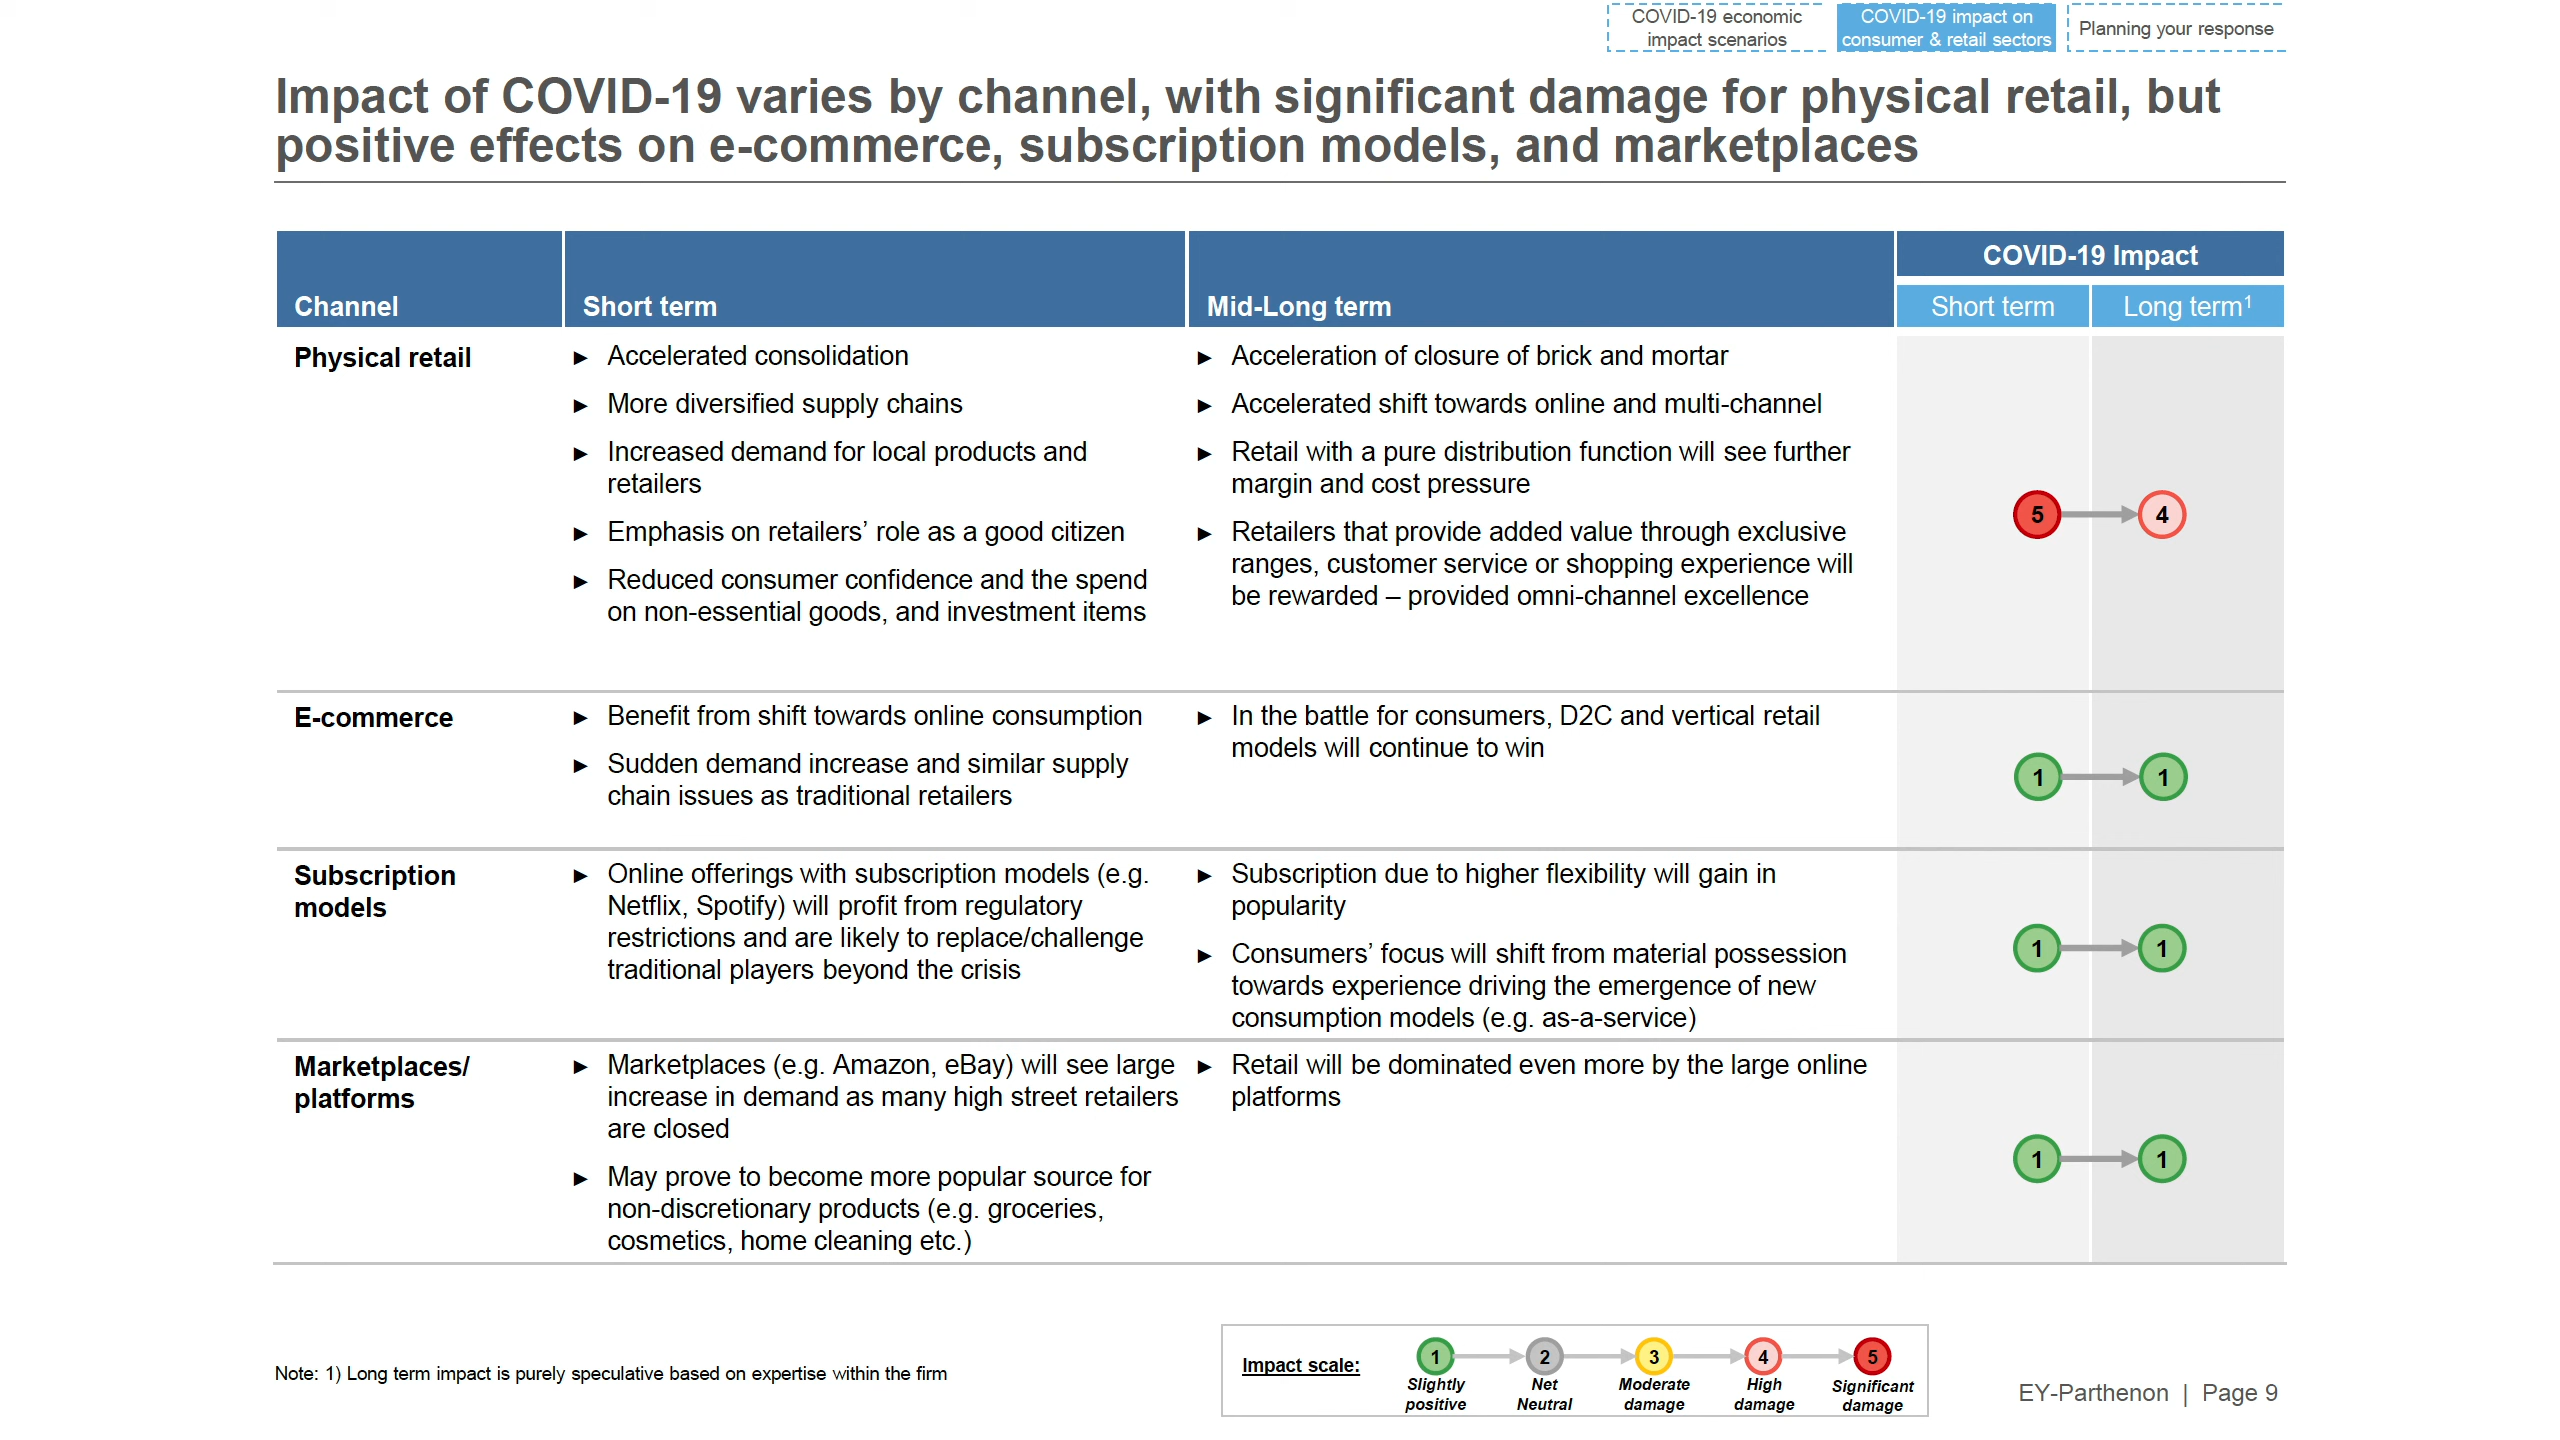 COVID-19 economic
impact scenarios
COVID-19 impact on
consumer & retail sectors
Planning your response
Impact of COVID-19 varies by channel, with significant damage for physical retail, but
positive effects on e-commerce, subscription models, and marketplaces
Channel
Short term
Mid-Long term
COVID-19 Impact
Short term
Long term¹
Physical retail
► Accelerated consolidation
► More diversified supply chains
► Increased demand for local products and
retailers
► Emphasis on retailers’ role as a good citizen
► Reduced consumer confidence and the spend
on non-essential goods, and investment items
► Acceleration of closure of brick and mortar
► Accelerated shift towards online and multi-channel
► Retail with a pure distribution function will see further
margin and cost pressure
► Retailers that provide added value through exclusive
ranges, customer service or shopping experience will
be rewarded – provided omni-channel excellence
5
4
E-commerce
► Benefit from shift towards online consumption
► Sudden demand increase and similar supply
chain issues as traditional retailers
► In the battle for consumers, D2C and vertical retail
models will continue to win
1
1
Subscription
models
► Online offerings with subscription models (e.g.
Netflix, Spotify) will profit from regulatory
restrictions and are likely to replace/challenge
traditional players beyond the crisis
► Subscription due to higher flexibility will gain in
popularity
► Consumers’ focus will shift from material possession
towards experience driving the emergence of new
consumption models (e.g. as-a-service)
1
1
Marketplaces/
platforms
► Marketplaces (e.g. Amazon, eBay) will see large
increase in demand as many high street retailers
are closed
► May prove to become more popular source for
non-discretionary products (e.g. groceries,
cosmetics, home cleaning etc.)
► Retail will be dominated even more by the large online
platforms
1
1
Note: 1) Long term impact is purely speculative based on expertise within the firm
Impact scale:
1
Slightly
positive
2
Net
Neutral
3
Moderate
damage
4
High
damage
5
Significant
damage
EY-Parthenon | Page 9